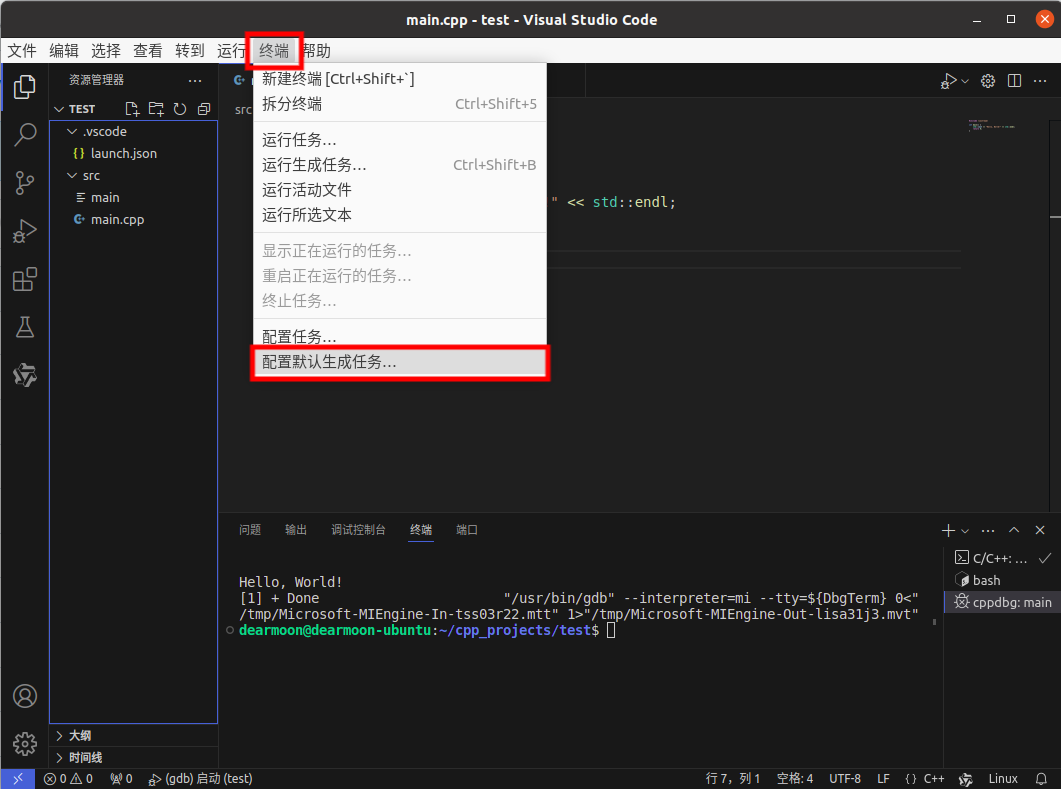 main.cpp - test - Visual Studio Code
文件 编辑 选择 查看 转到 运行 终端 帮助
资源管理器
TEST
.vscode
launch.json
src
main
main.cpp
大纲
时间线
src
新建终端 [Ctrl+Shift+`]
拆分终端 Ctrl+Shift+5
运行任务...
运行生成任务... Ctrl+Shift+B
运行活动文件
运行所选文本
显示正在运行的任务...
重启正在运行的任务...
终止任务...
配置任务...
配置默认生成任务...
" << std::endl;
问题 输出 调试控制台 终端 端口
Hello, World!
[1] + Done "/usr/bin/gdb" --interpreter=mi --tty=${DbgTerm} 0<"
/tmp/Microsoft-MIEngine-In-tss03r22.mtt" 1>"/tmp/Microsoft-MIEngine-Out-lisa31j3.mvt"
dearmoon@dearmoon-ubuntu:~/cpp_projects/test$
C/C++: ...
bash
cppdbg: main
0 0 0 (gdb) 启动 (test) 行 7，列 1 空格: 4 UTF-8 LF {} C++ Linux